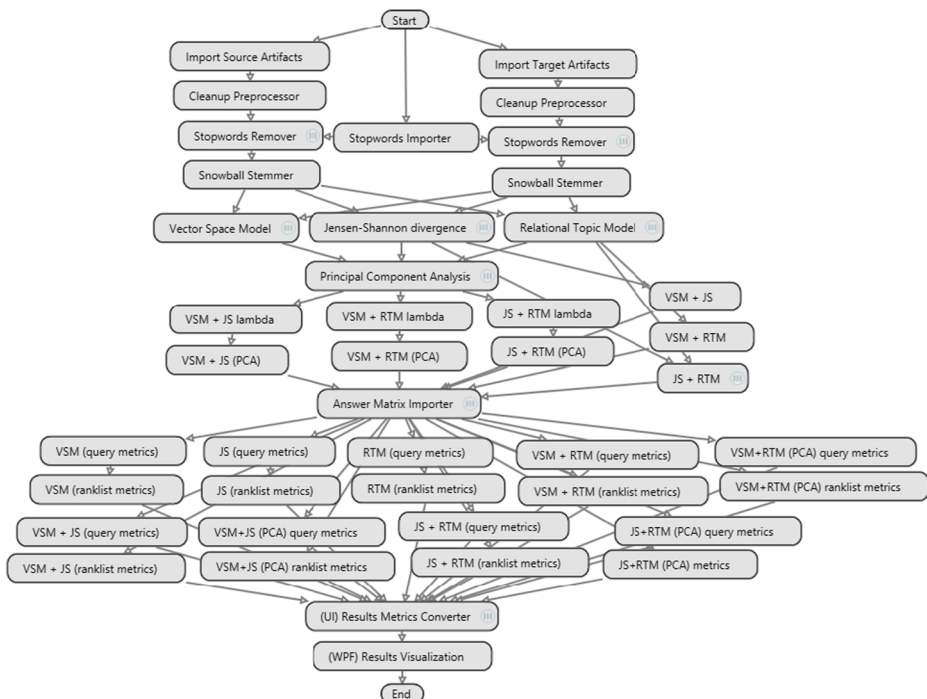 Start
Import Source Artifacts
Import Target Artifacts
Cleanup Preprocessor
Cleanup Preprocessor
Stopwords Remover
Stopwords Importer
Stopwords Remover
Snowball Stemmer
Snowball Stemmer
Vector Space Model
Jensen-Shannon divergence
Relational Topic Model
Principal Component Analysis
VSM + JS
VSM + JS lambda
VSM + RTM lambda
JS + RTM lambda
VSM + RTM
VSM + JS (PCA)
VSM + RTM (PCA)
JS + RTM (PCA)
JS + RTM
Answer Matrix Importer
VSM (query metrics)
JS (query metrics)
RTM (query metrics)
VSM + RTM (query metrics)
VSM+RTM (PCA) query metrics
VSM (ranklist metrics)
JS (ranklist metrics)
RTM (ranklist metrics)
VSM + RTM (ranklist metrics)
VSM+RTM (PCA) ranklist metrics
VSM + JS (query metrics)
VSM+JS (PCA) query metrics
JS + RTM (query metrics)
JS+RTM (PCA) query metrics
VSM + JS (ranklist metrics)
VSM+JS (PCA) ranklist metrics
JS + RTM (ranklist metrics)
JS+RTM (PCA) metrics
(UI) Results Metrics Converter
(WPF) Results Visualization
End